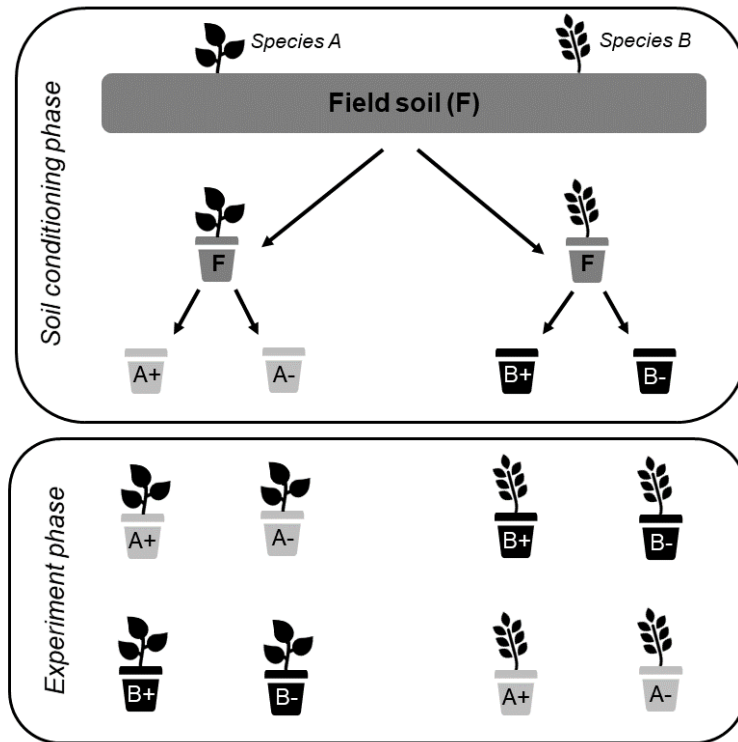 Soil conditioning phase
Species A
Species B
Field soil (F)
F
F
A+
A-
B+
B-
Experiment phase
A+
A-
B+
B-
B+
B-
A+
A-